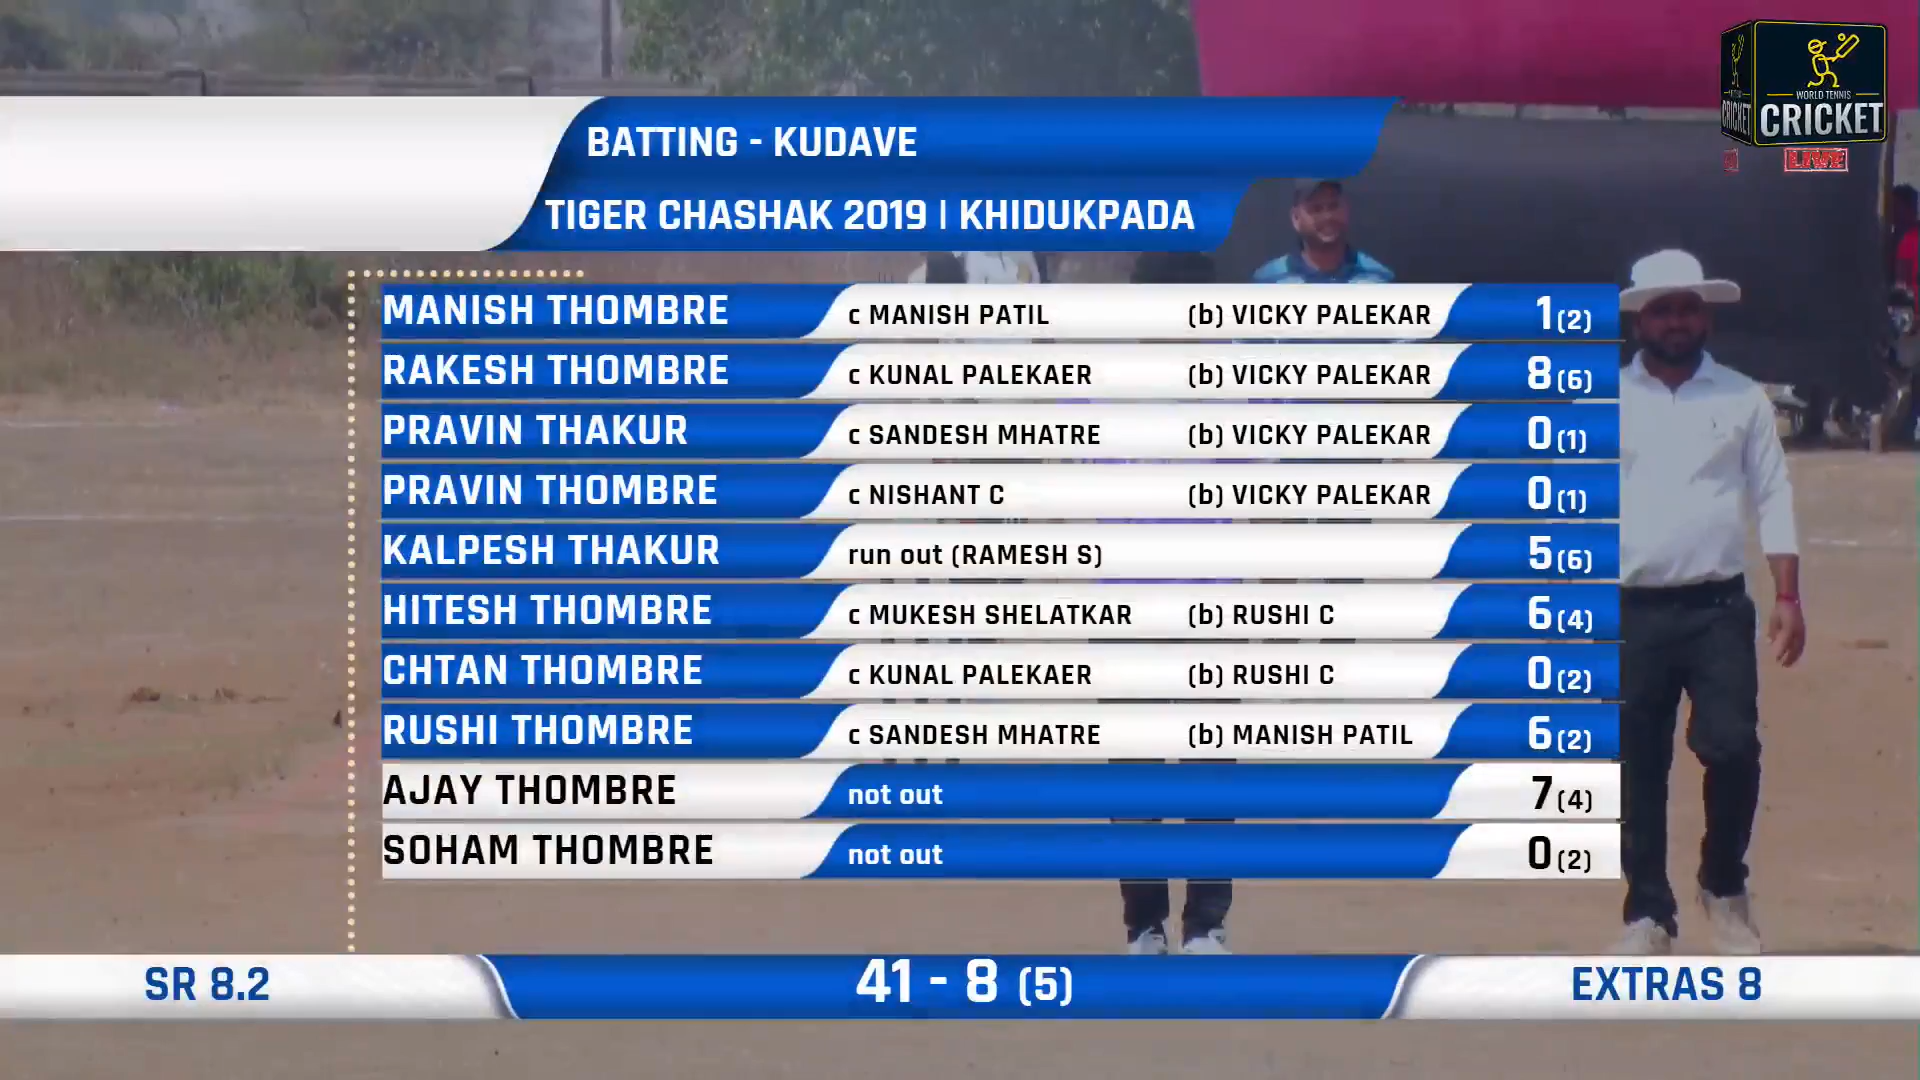 WORLD TENNIS
CRICKET
CRICKET
LIVE
BATTING - KUDAVE
TIGER CHASHAK 2019 | KHIDUKPADA
MANISH THOMBRE c MANISH PATIL (b) VICKY PALEKAR 1 (2)
RAKESH THOMBRE c KUNAL PALEKAER (b) VICKY PALEKAR 8 (6)
PRAVIN THAKUR c SANDESH MHATRE (b) VICKY PALEKAR 0 (1)
PRAVIN THOMBRE c NISHANT C (b) VICKY PALEKAR 0 (1)
KALPESH THAKUR run out (RAMESH S) 5 (6)
HITESH THOMBRE c MUKESH SHELATKAR (b) RUSHI C 6 (4)
CHTAN THOMBRE c KUNAL PALEKAER (b) RUSHI C 0 (2)
RUSHI THOMBRE c SANDESH MHATRE (b) MANISH PATIL 6 (2)
AJAY THOMBRE not out 7 (4)
SOHAM THOMBRE not out 0 (2)
SR 8.2 41 - 8 (5) EXTRAS 8